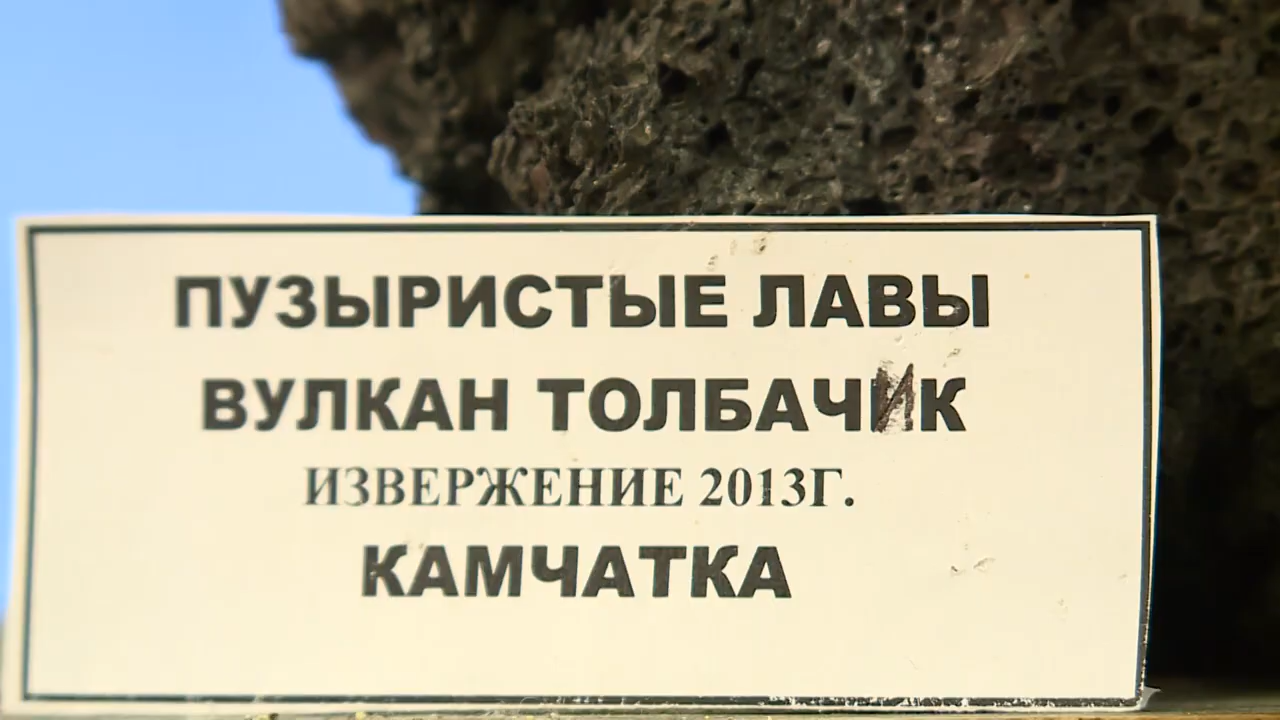 ПУЗЫРИСТЫЕ ЛАВЫ
ВУЛКАН ТОЛБАЧИК
ИЗВЕРЖЕНИЕ 2013Г.
КАМЧАТКА